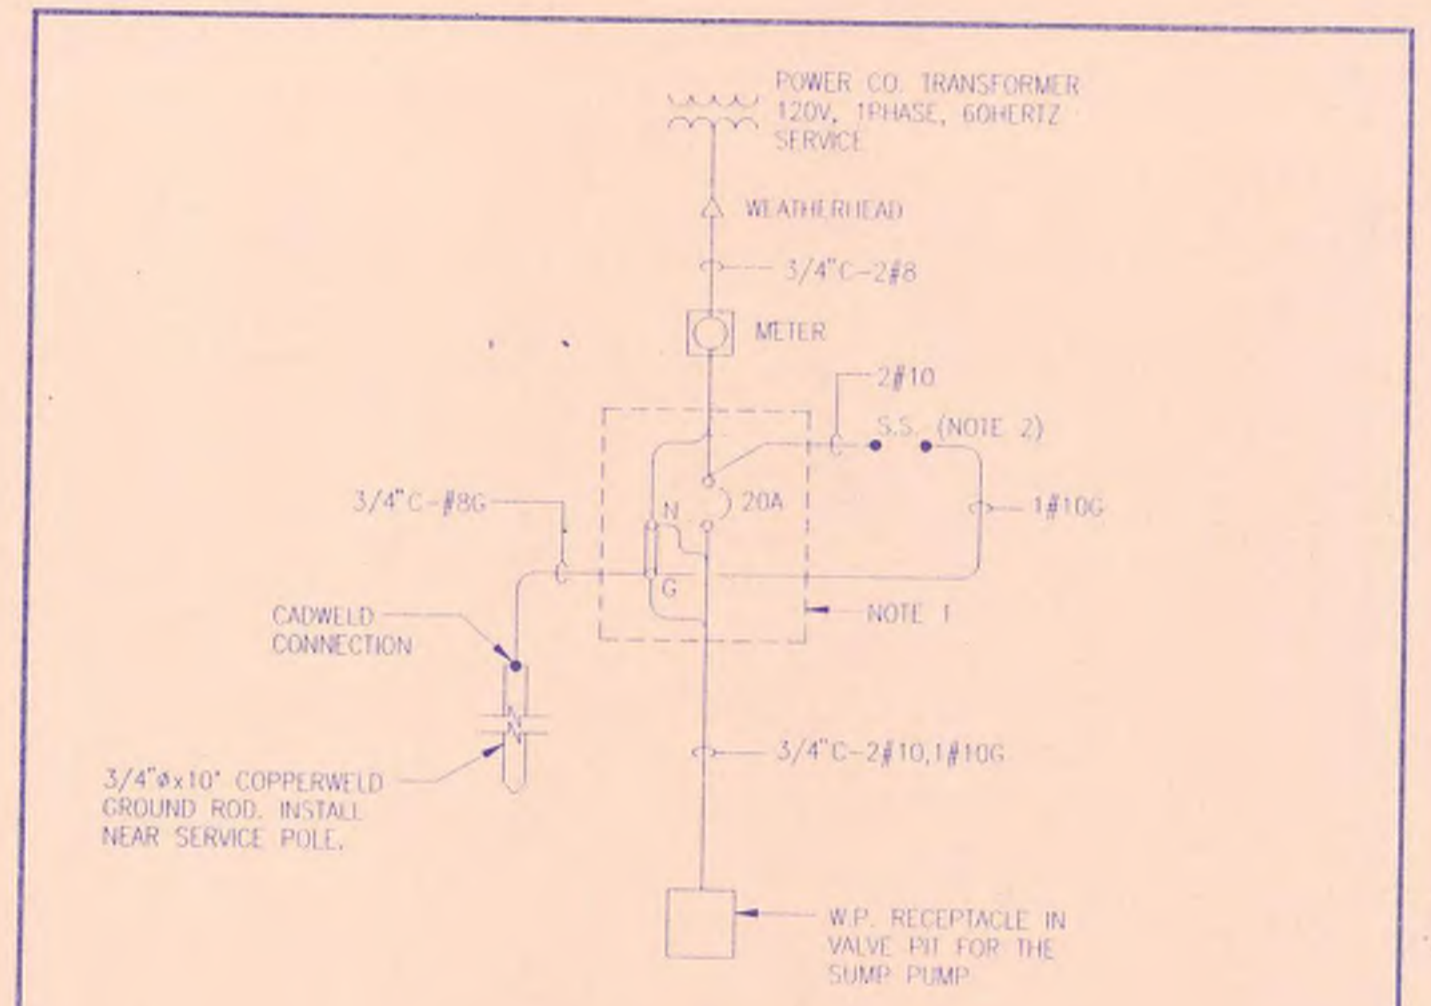 POWER CO. TRANSFORMER
120V, 1PHASE, 60HERTZ
SERVICE
WEATHERHEAD
3/4"C-2#8
METER
2#10
S.S. (NOTE 2)
3/4"C-#8G
N
20A
1#10G
G
CADWELD
CONNECTION
NOTE 1
3/4"C-2#10,1#10G
3/4"øx10' COPPERWELD
GROUND ROD. INSTALL
NEAR SERVICE POLE.
W.P. RECEPTACLE IN
VALVE PIT FOR THE
SUMP PUMP